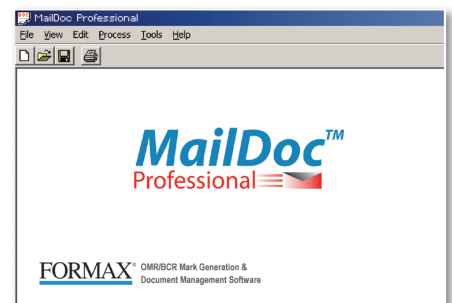 MailDoc Professional
File View Edit Process Tools Help
MailDoc™
Professional
FORMAX® OMR/BCR Mark Generation &
Document Management Software